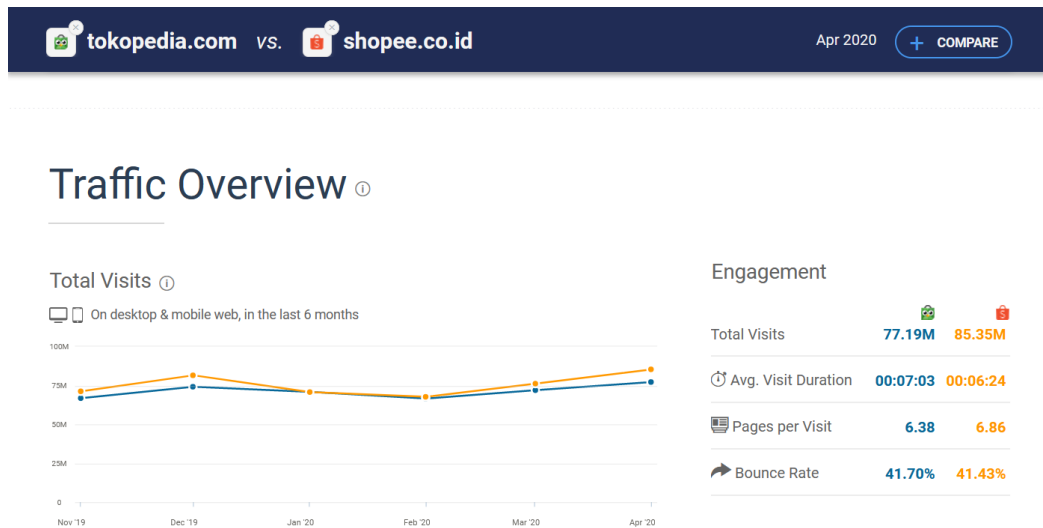 tokopedia.com vs. shopee.co.id Apr 2020 + COMPARE
Traffic Overview
Total Visits
On desktop & mobile web, in the last 6 months
100M
75M
50M
25M
0
Nov '19 Dec '19 Jan '20 Feb '20 Mar '20 Apr '20
Engagement
Total Visits 77.19M 85.35M
Avg. Visit Duration 00:07:03 00:06:24
Pages per Visit 6.38 6.86
Bounce Rate 41.70% 41.43%